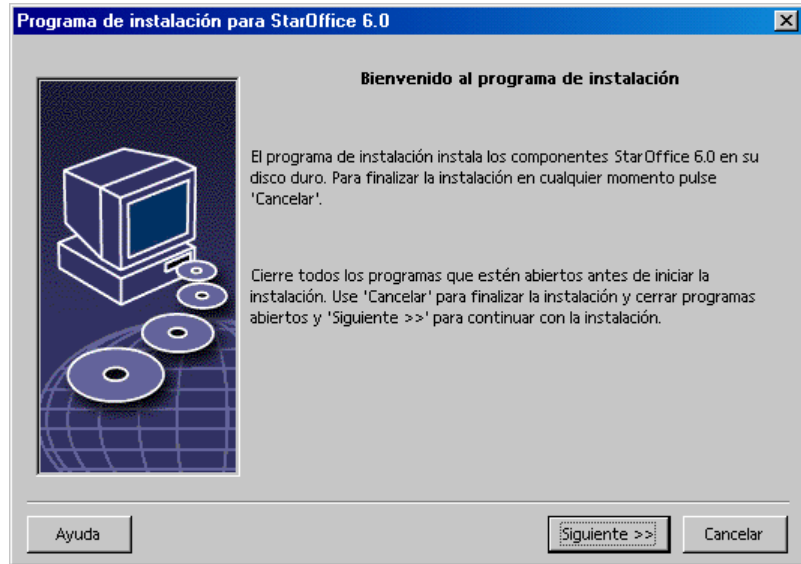 Programa de instalación para StarOffice 6.0
Bienvenido al programa de instalación
El programa de instalación instala los componentes StarOffice 6.0 en su
disco duro. Para finalizar la instalación en cualquier momento pulse
'Cancelar'.
Cierre todos los programas que estén abiertos antes de iniciar la
instalación. Use 'Cancelar' para finalizar la instalación y cerrar programas
abiertos y 'Siguiente >>' para continuar con la instalación.
Ayuda
Siguiente >>
Cancelar